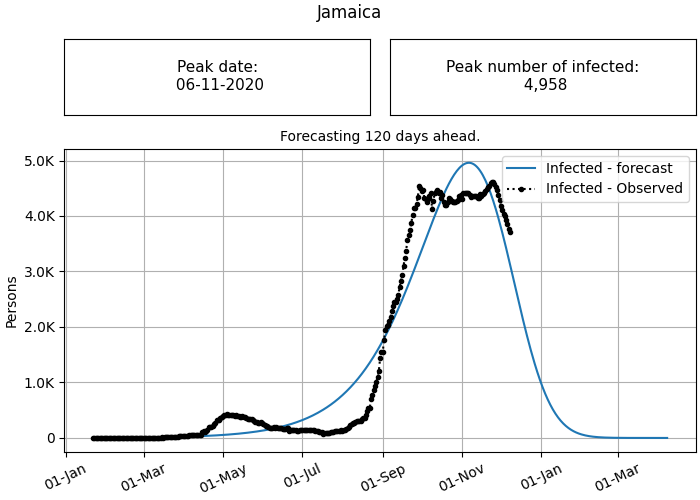 Jamaica
Peak date:
06-11-2020
Peak number of infected:
4,958
Forecasting 120 days ahead.
5.0K
4.0K
3.0K
2.0K
1.0K
0
Persons
Infected - forecast
Infected - Observed
01-Jan
01-Mar
01-May
01-Jul
01-Sep
01-Nov
01-Jan
01-Mar